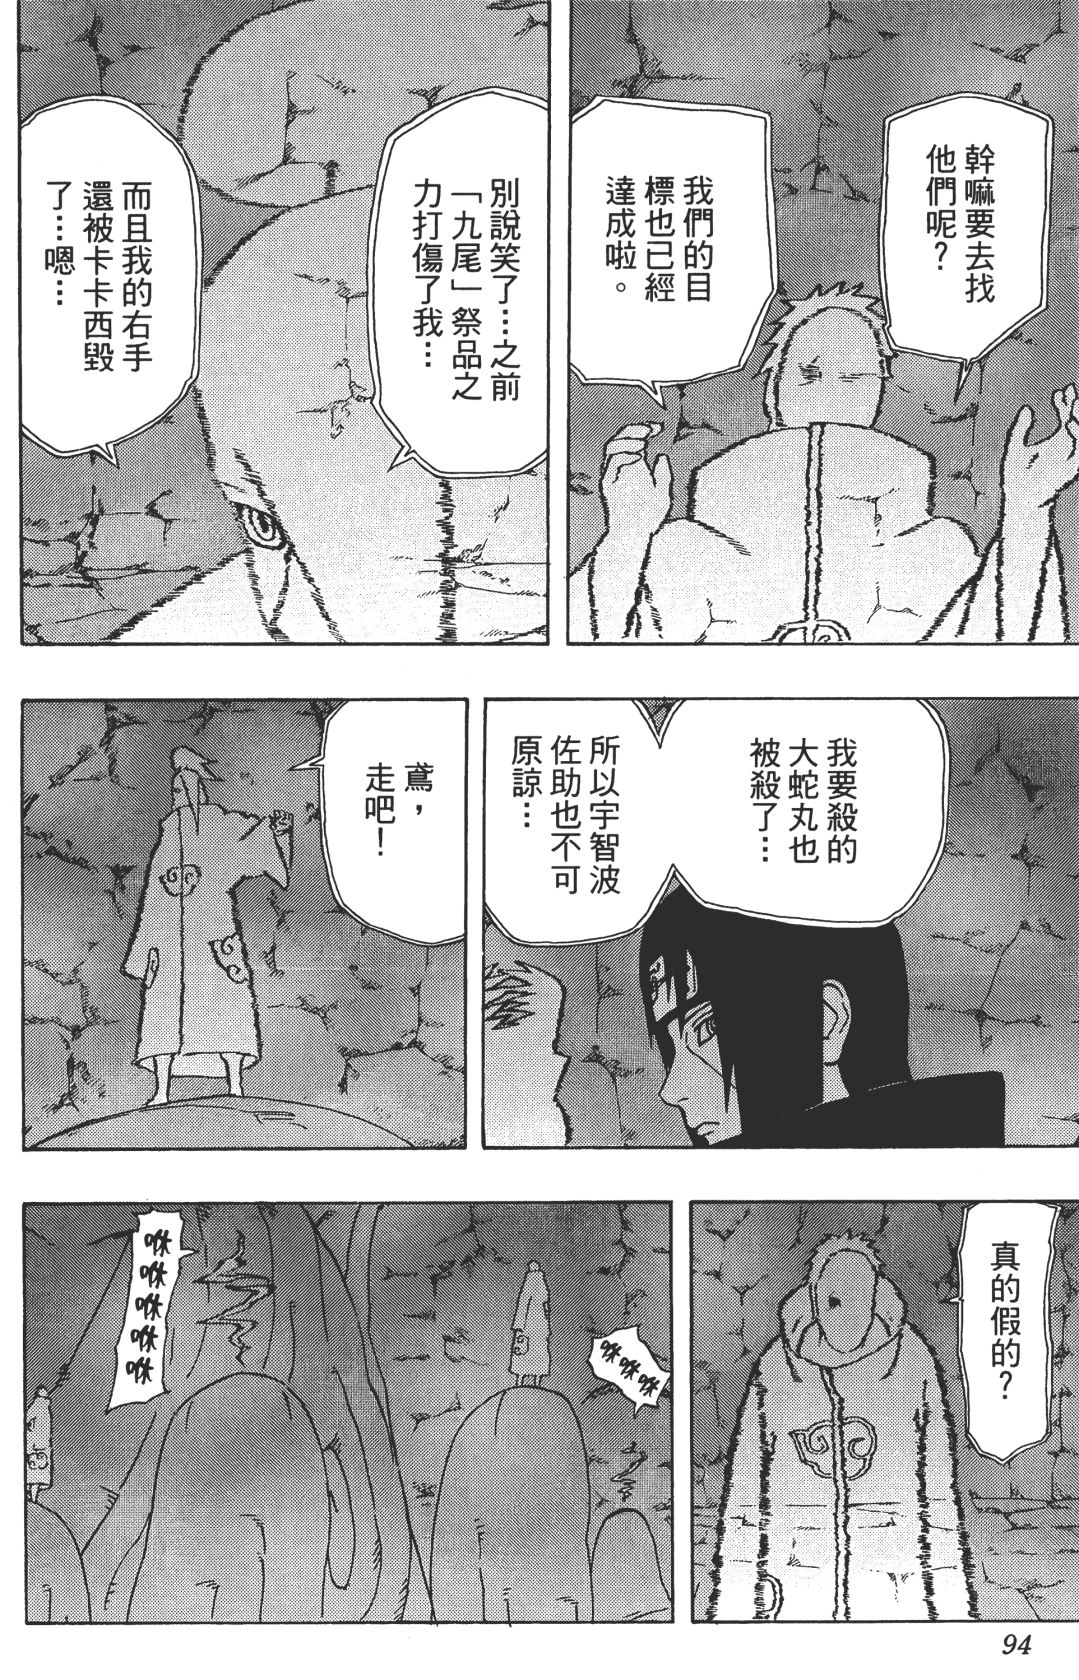 幹嘛要去找
他們呢？
我們的目
標也已經
達成啦。
別說笑了…之前
「九尾」祭品之
力打傷了我…
而且我的右手
還被卡卡西毀
了…嗯…
我要殺的
大蛇丸也
被殺了…
所以宇智波
佐助也不可
原諒…
鳶，
走吧！
真的假的？
咻咻咻
咻咻咻咻咻
94